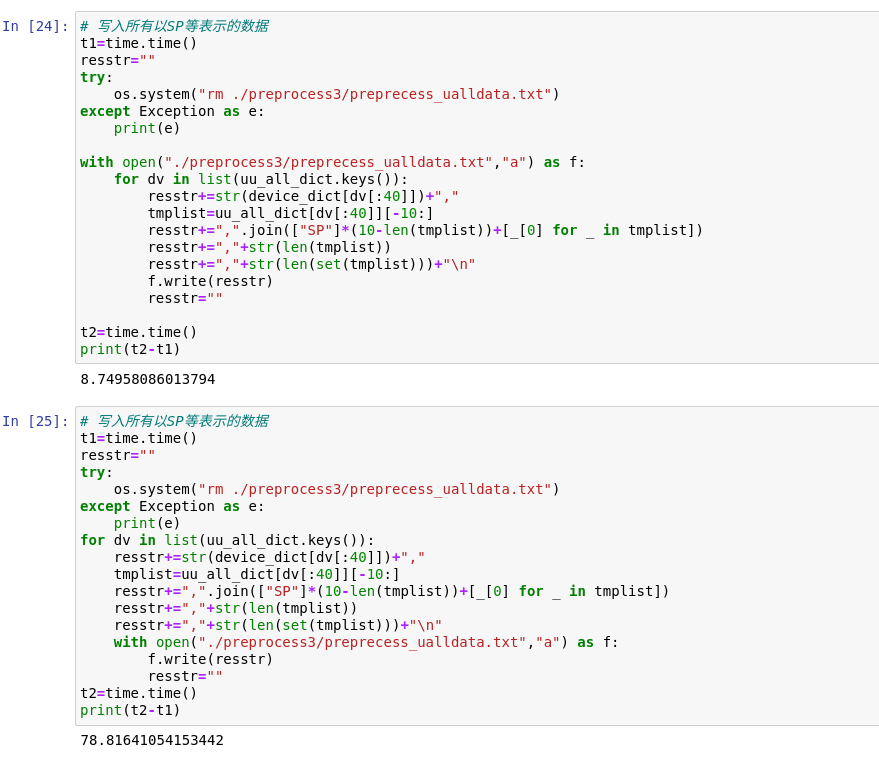 In [24]: # 写入所有以SP等表示的数据
t1=time.time()
resstr=""
try:
    os.system("rm ./preprocess3/preprecess_ualldata.txt")
except Exception as e:
    print(e)

with open("./preprocess3/preprecess_ualldata.txt","a") as f:
    for dv in list(uu_all_dict.keys()):
        resstr+=str(device_dict[dv[:40]])+","
        tmplist=uu_all_dict[dv[:40]][-10:]
        resstr+=",".join(["SP"]*(10-len(tmplist))+[_[0] for _ in tmplist])
        resstr+=","+str(len(tmplist))
        resstr+=","+str(len(set(tmplist)))+"\n"
        f.write(resstr)
        resstr=""

t2=time.time()
print(t2-t1)
8.74958086013794
In [25]: # 写入所有以SP等表示的数据
t1=time.time()
resstr=""
try:
    os.system("rm ./preprocess3/preprecess_ualldata.txt")
except Exception as e:
    print(e)
for dv in list(uu_all_dict.keys()):
    resstr+=str(device_dict[dv[:40]])+","
    tmplist=uu_all_dict[dv[:40]][-10:]
    resstr+=",".join(["SP"]*(10-len(tmplist))+[_[0] for _ in tmplist])
    resstr+=","+str(len(tmplist))
    resstr+=","+str(len(set(tmplist)))+"\n"
    with open("./preprocess3/preprecess_ualldata.txt","a") as f:
        f.write(resstr)
        resstr=""
t2=time.time()
print(t2-t1)
78.81641054153442